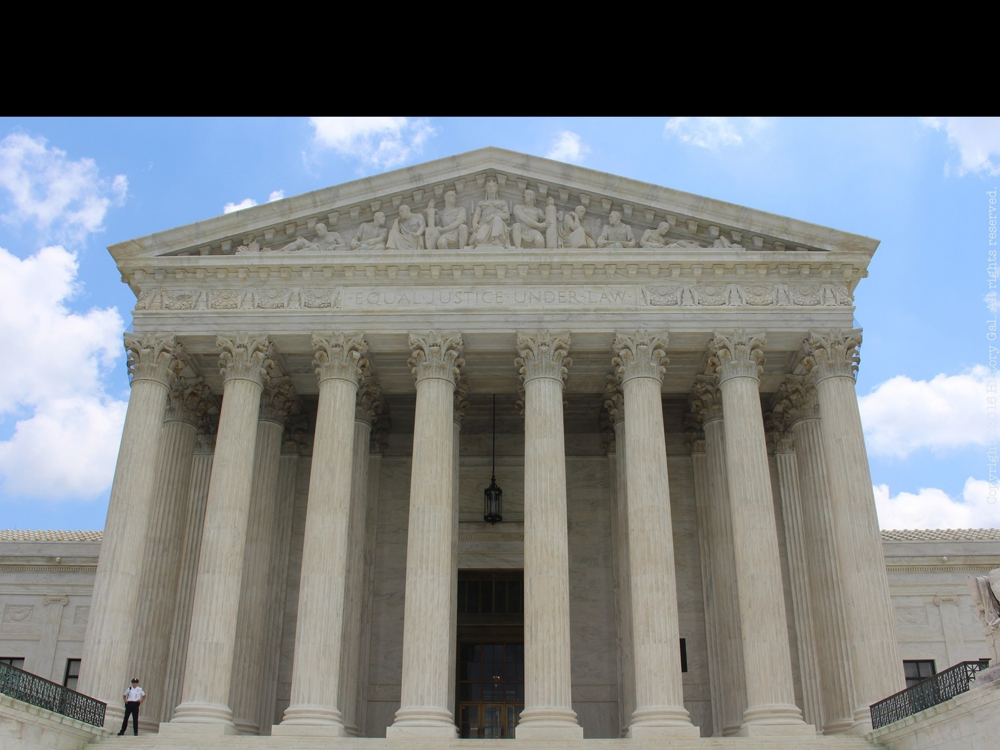 ·EQUAL·JUSTICE·UNDER·LAW·
Copyright ©2016 History Gal. All rights reserved.